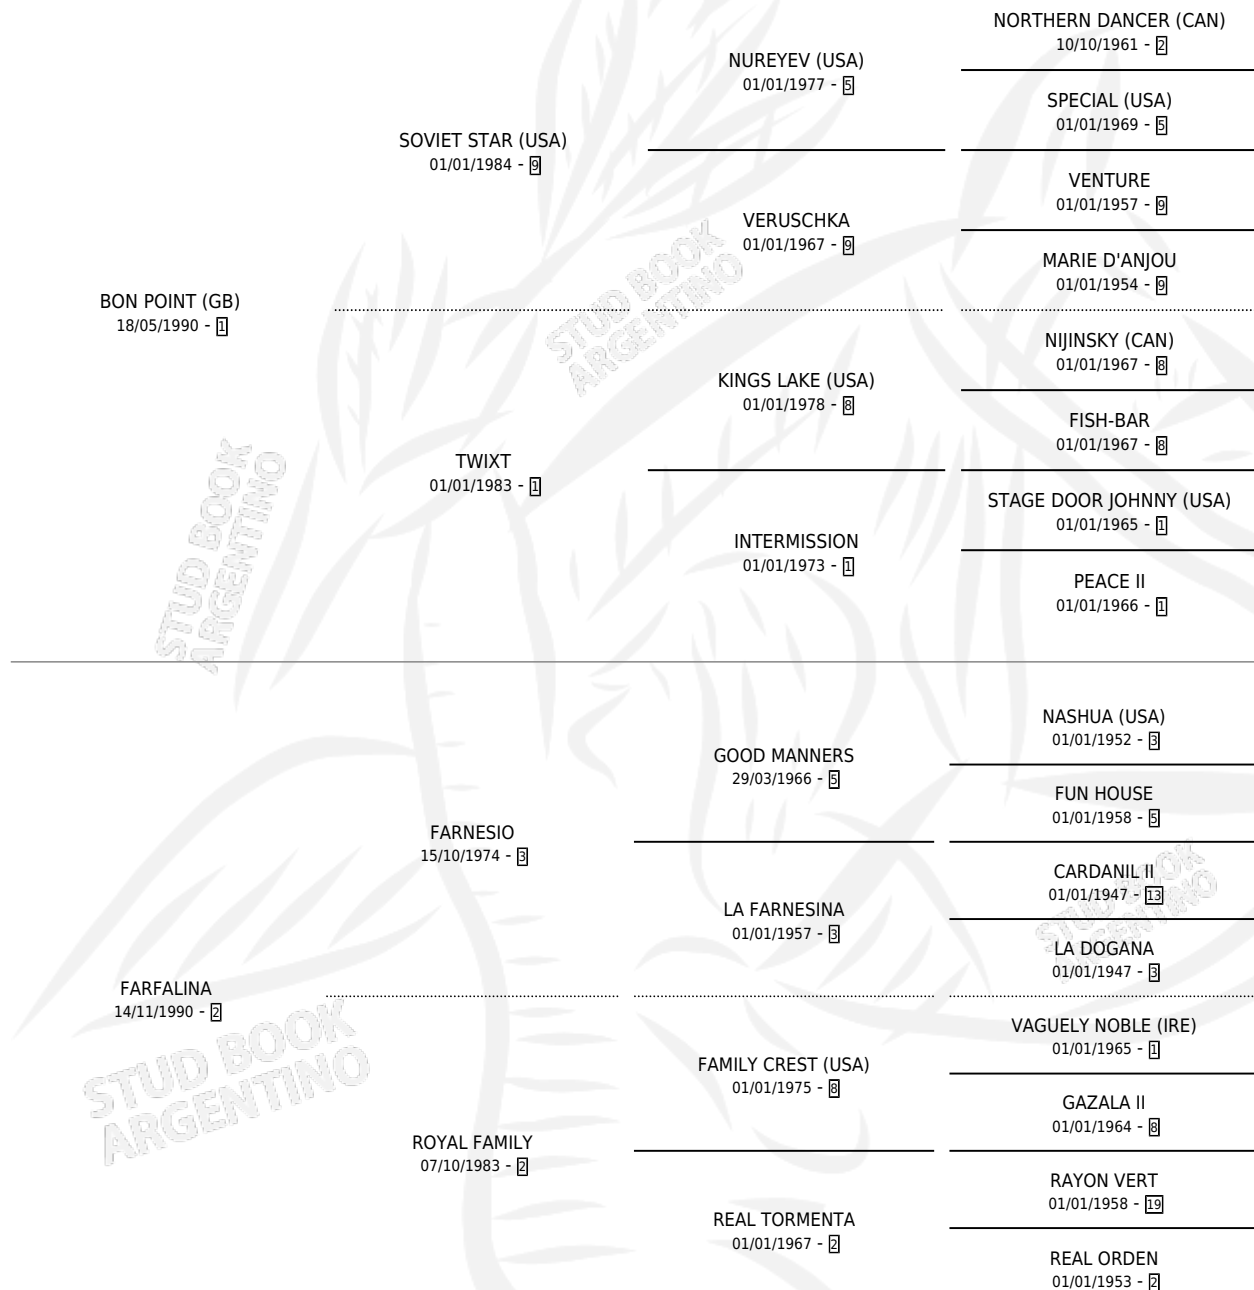 NORTHERN DANCER (CAN)
10/10/1961 - 2
NUREYEV (USA)
01/01/1977 - 5
SPECIAL (USA)
01/01/1969 - 5
SOVIET STAR (USA)
01/01/1984 - 9
VENTURE
01/01/1957 - 9
VERUSCHKA
01/01/1967 - 9
MARIE D'ANJOU
01/01/1954 - 9
BON POINT (GB)
18/05/1990 - 1
NIJINSKY (CAN)
01/01/1967 - 8
KINGS LAKE (USA)
01/01/1978 - 8
FISH-BAR
01/01/1967 - 8
TWIXT
01/01/1983 - 1
STAGE DOOR JOHNNY (USA)
01/01/1965 - 1
INTERMISSION
01/01/1973 - 1
PEACE II
01/01/1966 - 1
NASHUA (USA)
01/01/1952 - 3
GOOD MANNERS
29/03/1966 - 5
FUN HOUSE
01/01/1958 - 5
FARNESIO
15/10/1974 - 3
CARDANIL II
01/01/1947 - 13
LA FARNESINA
01/01/1957 - 3
LA DOGANA
01/01/1947 - 3
FARFALINA
14/11/1990 - 2
VAGUELY NOBLE (IRE)
01/01/1965 - 1
FAMILY CREST (USA)
01/01/1975 - 8
GAZALA II
01/01/1964 - 8
ROYAL FAMILY
07/10/1983 - 2
RAYON VERT
01/01/1958 - 19
REAL TORMENTA
01/01/1967 - 2
REAL ORDEN
01/01/1953 - 2
STUD BOOK
ARGENTINO
STUD BOOK
ARGENTINO
STUD BOOK
ARGENTINO
STUD BOOK
ARGENTINO